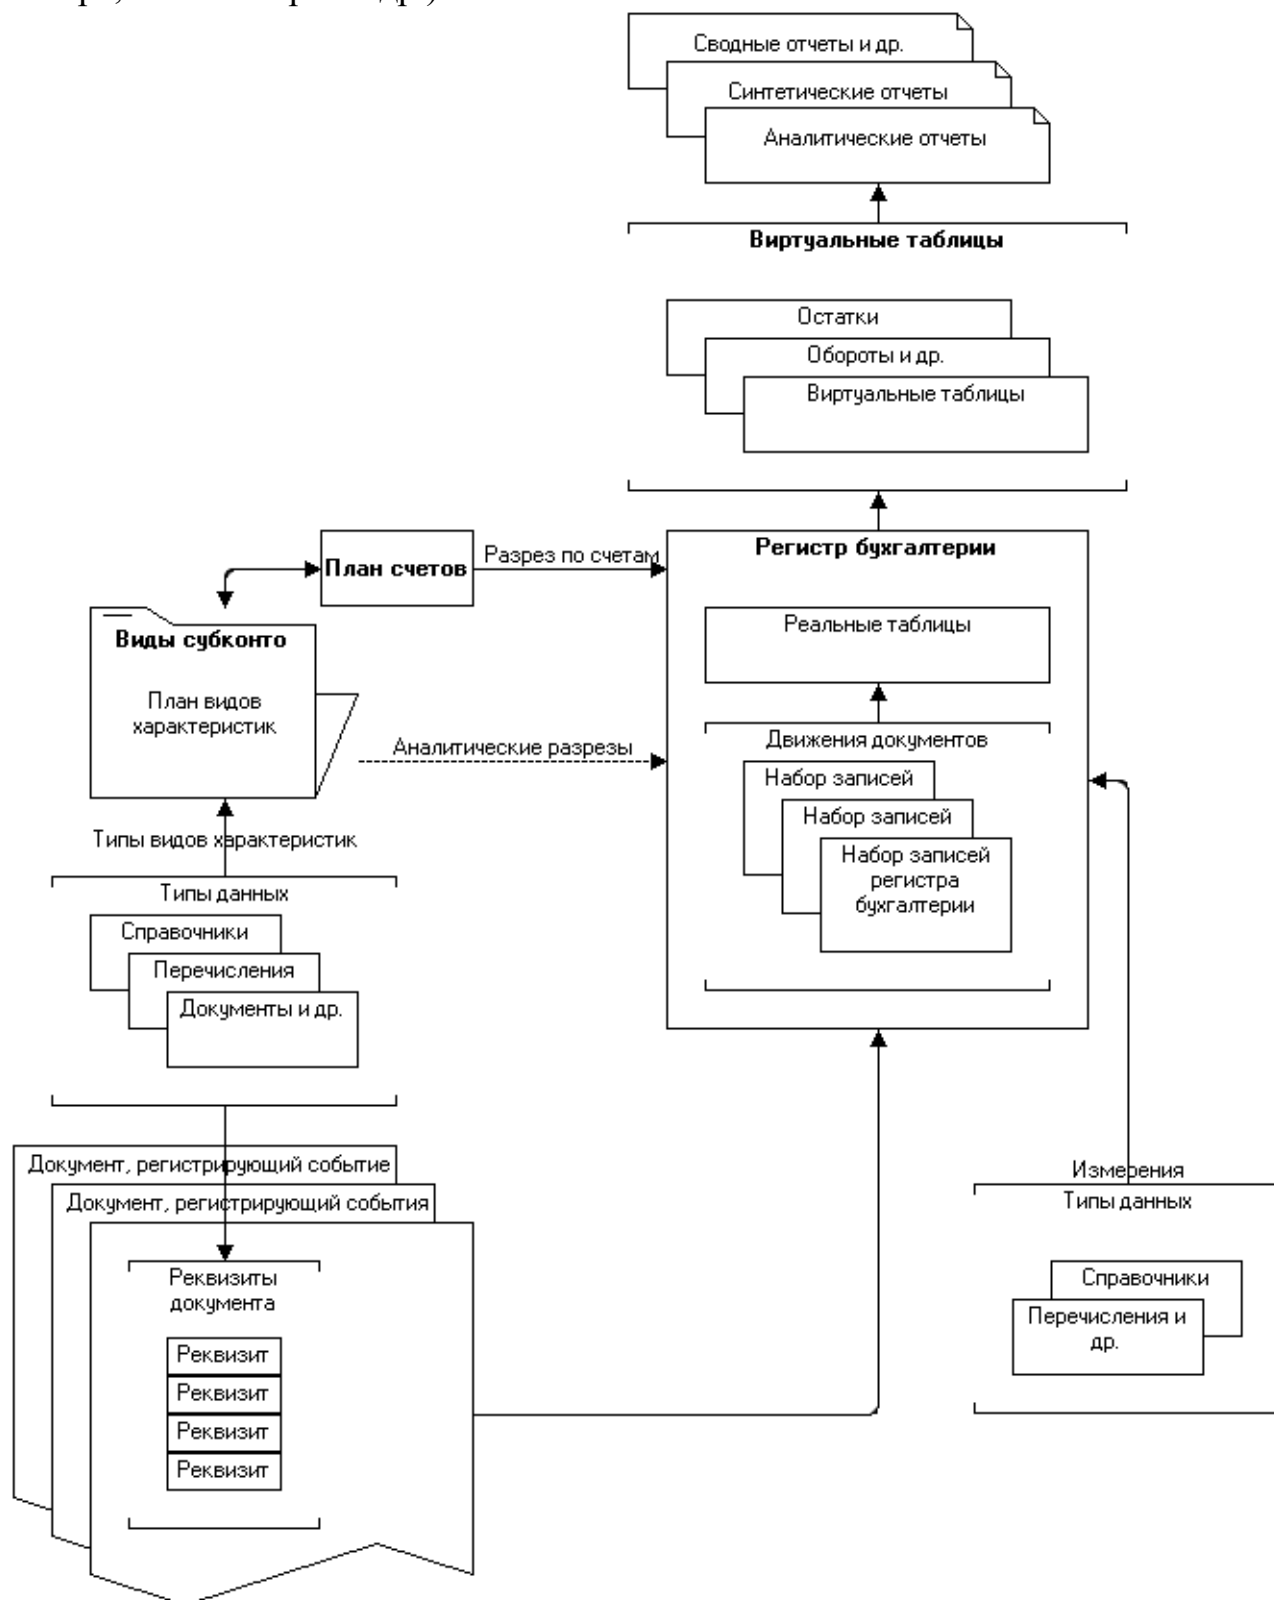 Сводные отчеты и др.
Синтетические отчеты
Аналитические отчеты
Виртуальные таблицы
Остатки
Обороты и др.
Виртуальные таблицы
План счетов
Разрез по счетам
Регистр бухгалтерии
Виды субконто
План видов
характеристик
Реальные таблицы
Аналитические разрезы
Движения документов
Набор записей
Набор записей
Набор записей
регистра
бухгалтерии
Типы видов характеристик
Типы данных
Справочники
Перечисления
Документы и др.
Документ, регистрирующий событие
Документ, регистрирующий события
Реквизиты
документа
Реквизит
Реквизит
Реквизит
Реквизит
Измерения
Типы данных
Справочники
Перечисления и
др.